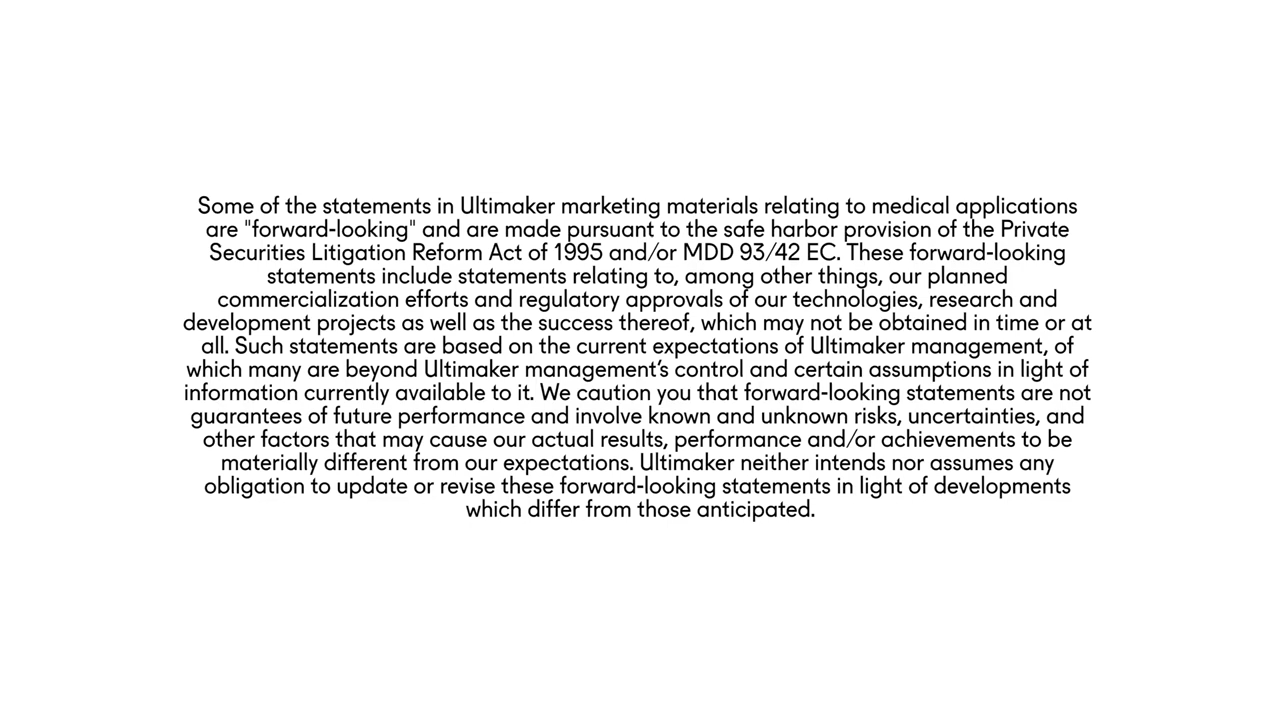 Some of the statements in Ultimaker marketing materials relating to medical applications
are "forward-looking" and are made pursuant to the safe harbor provision of the Private
Securities Litigation Reform Act of 1995 and/or MDD 93/42 EC. These forward-looking
statements include statements relating to, among other things, our planned
commercialization efforts and regulatory approvals of our technologies, research and
development projects as well as the success thereof, which may not be obtained in time or at
all. Such statements are based on the current expectations of Ultimaker management, of
which many are beyond Ultimaker management’s control and certain assumptions in light of
information currently available to it. We caution you that forward-looking statements are not
guarantees of future performance and involve known and unknown risks, uncertainties, and
other factors that may cause our actual results, performance and/or achievements to be
materially different from our expectations. Ultimaker neither intends nor assumes any
obligation to update or revise these forward-looking statements in light of developments
which differ from those anticipated.